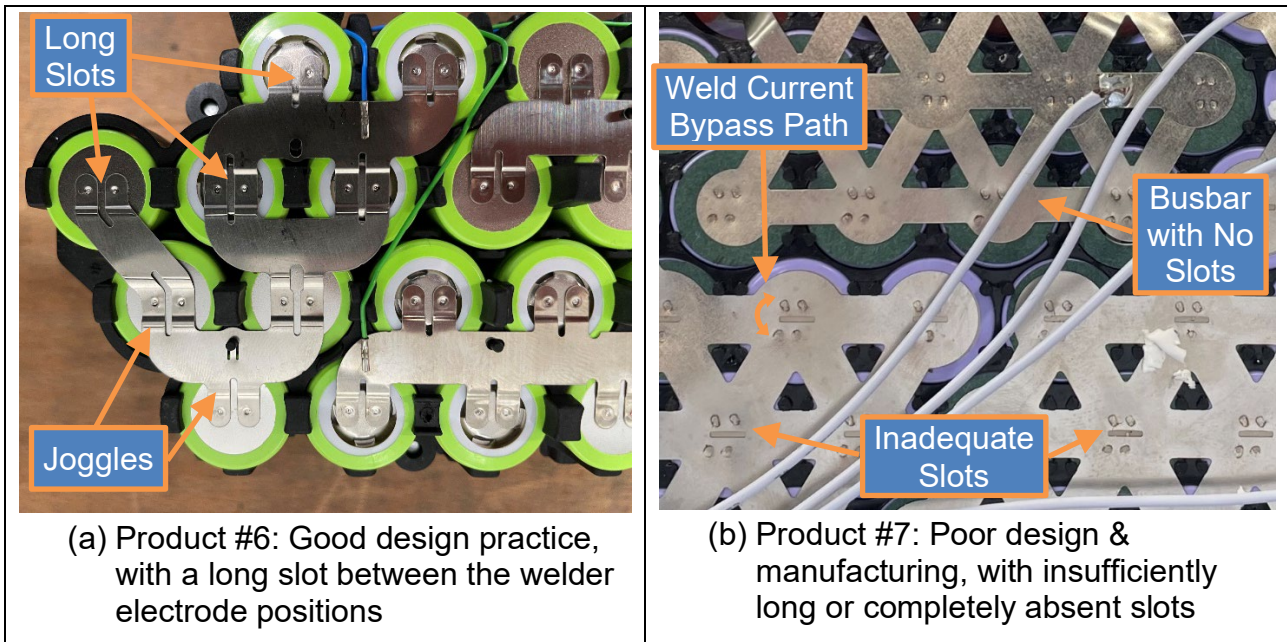 Long
Slots
Joggles
(a) Product #6: Good design practice,
with a long slot between the welder
electrode positions
Weld Current
Bypass Path
Busbar
with No
Slots
Inadequate
Slots
(b) Product #7: Poor design &
manufacturing, with insufficiently
long or completely absent slots